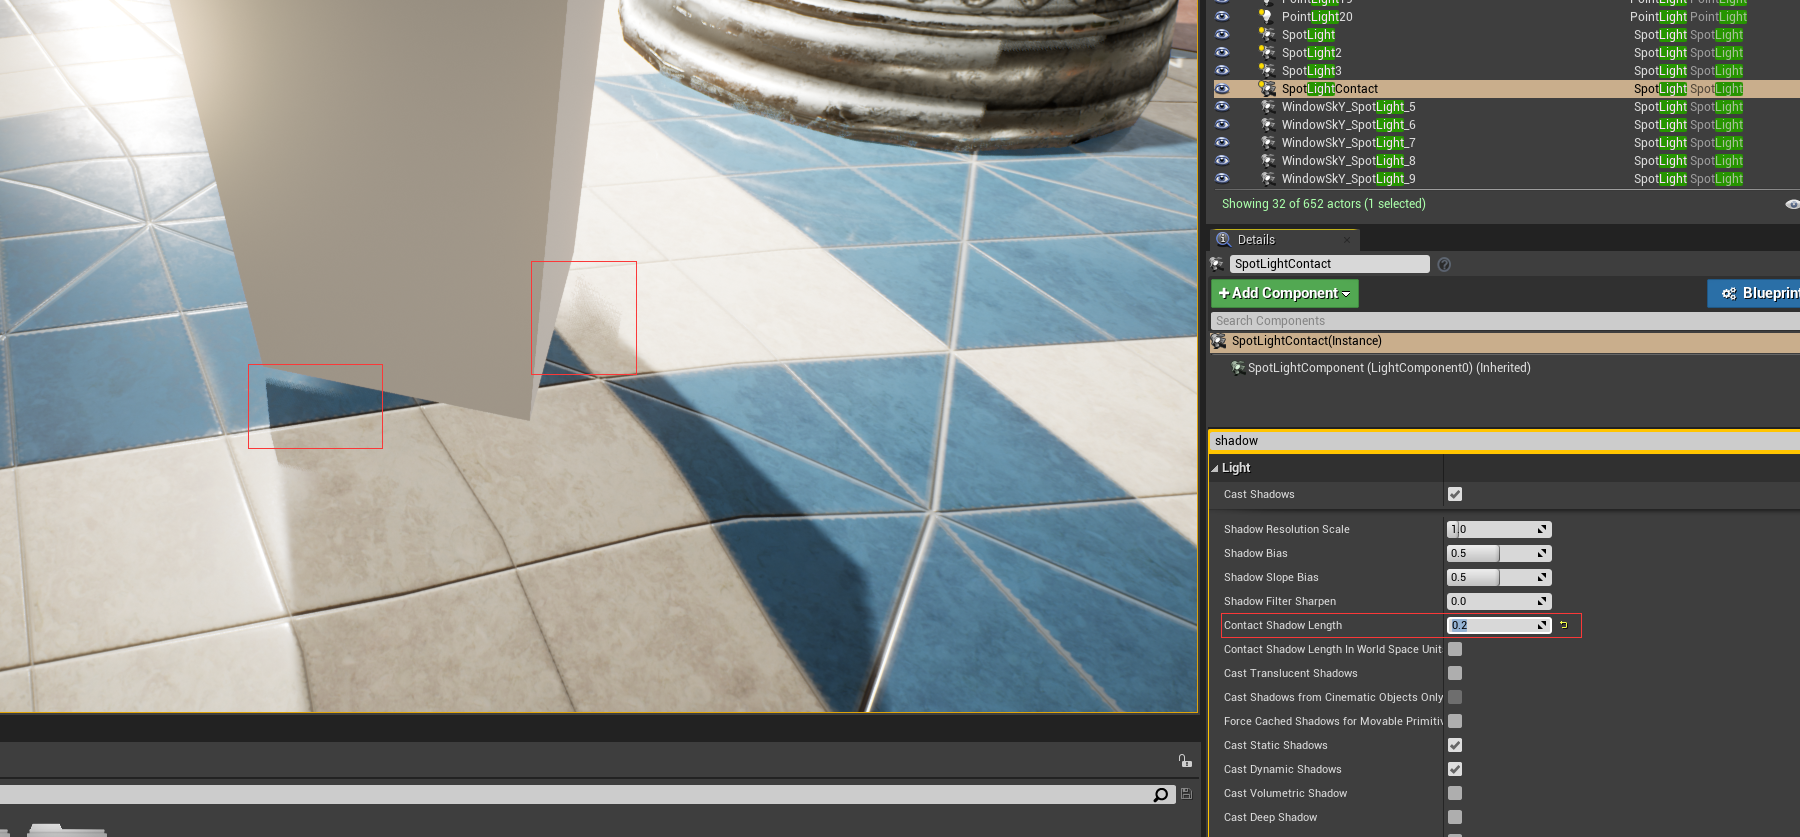 PointLight19 PointLight PointLight
PointLight20 PointLight PointLight
SpotLight SpotLight SpotLight
SpotLight2 SpotLight SpotLight
SpotLight3 SpotLight SpotLight
SpotLightContact SpotLight SpotLight
WindowSkY_SpotLight_5 SpotLight SpotLight
WindowSkY_SpotLight_6 SpotLight SpotLight
WindowSkY_SpotLight_7 SpotLight SpotLight
WindowSkY_SpotLight_8 SpotLight SpotLight
WindowSkY_SpotLight_9 SpotLight SpotLight
Showing 32 of 652 actors (1 selected)
Details
SpotLightContact
+ Add Component
Blueprint
Search Components
SpotLightContact(Instance)
SpotLightComponent (LightComponent0) (Inherited)
shadow
Light
Cast Shadows
Shadow Resolution Scale 1.0
Shadow Bias 0.5
Shadow Slope Bias 0.5
Shadow Filter Sharpen 0.0
Contact Shadow Length 0.2
Contact Shadow Length In World Space Unit
Cast Translucent Shadows
Cast Shadows from Cinematic Objects Only
Force Cached Shadows for Movable Primitiv
Cast Static Shadows
Cast Dynamic Shadows
Cast Volumetric Shadow
Cast Deep Shadow